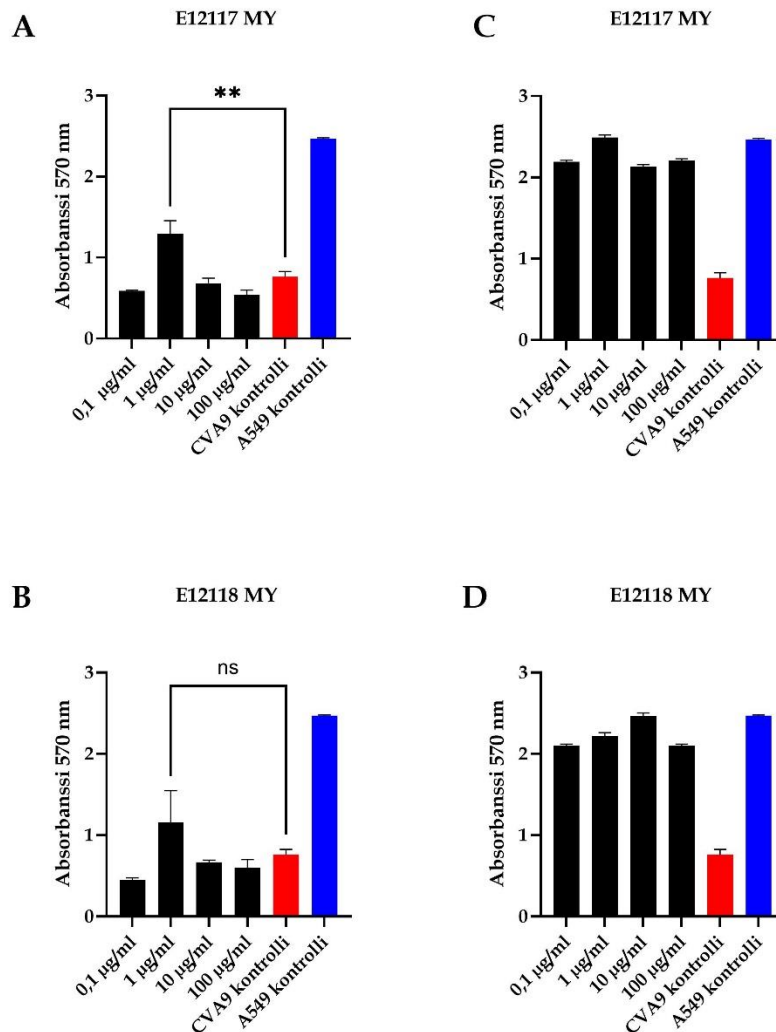 A
E12117 MY
Absorbanssi 570 nm
3
2
1
0
**
0,1 µg/ml
1 µg/ml
10 µg/ml
100 µg/ml
CVA9 kontrolli
A549 kontrolli
C
E12117 MY
Absorbanssi 570 nm
3
2
1
0
0,1 µg/ml
1 µg/ml
10 µg/ml
100 µg/ml
CVA9 kontrolli
A549 kontrolli
B
E12118 MY
Absorbanssi 570 nm
3
2
1
0
ns
0,1 µg/ml
1 µg/ml
10 µg/ml
100 µg/ml
CVA9 kontrolli
A549 kontrolli
D
E12118 MY
Absorbanssi 570 nm
3
2
1
0
0,1 µg/ml
1 µg/ml
10 µg/ml
100 µg/ml
CVA9 kontrolli
A549 kontrolli